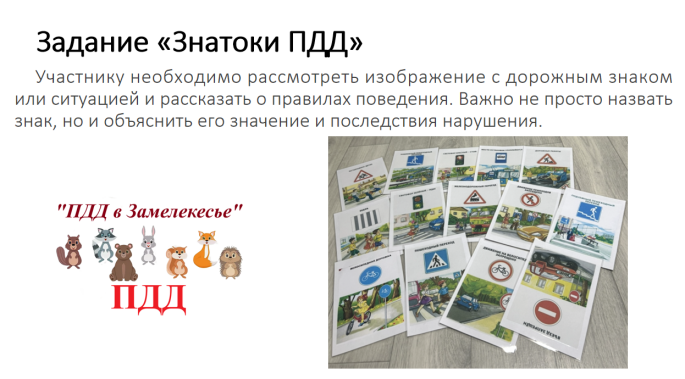 Задание «Знатоки ПДД»
Участнику необходимо рассмотреть изображение с дорожным знаком
или ситуацией и рассказать о правилах поведения. Важно не просто назвать
знак, но и объяснить его значение и последствия нарушения.
"ПДД в Замелекесье"
ПДД